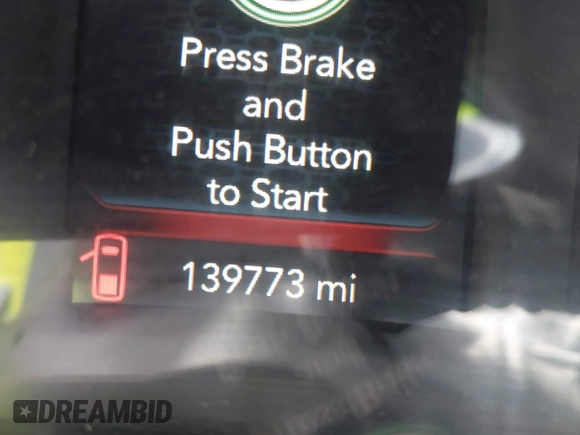 Press Brake
and
Push Button
to Start
139773 mi
DREAMBID